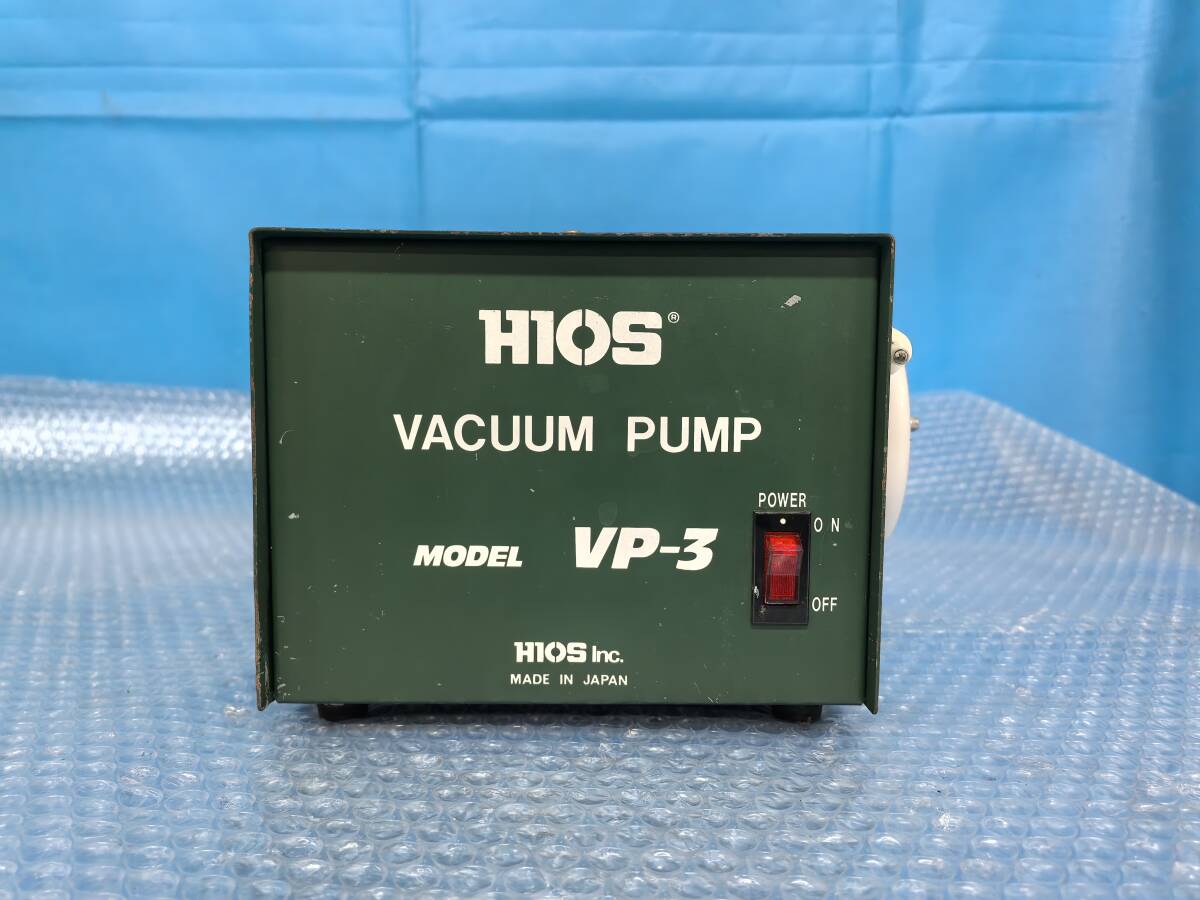 HIOS®
VACUUM PUMP
POWER
ON
MODEL VP-3
OFF
HIOS Inc.
MADE IN JAPAN